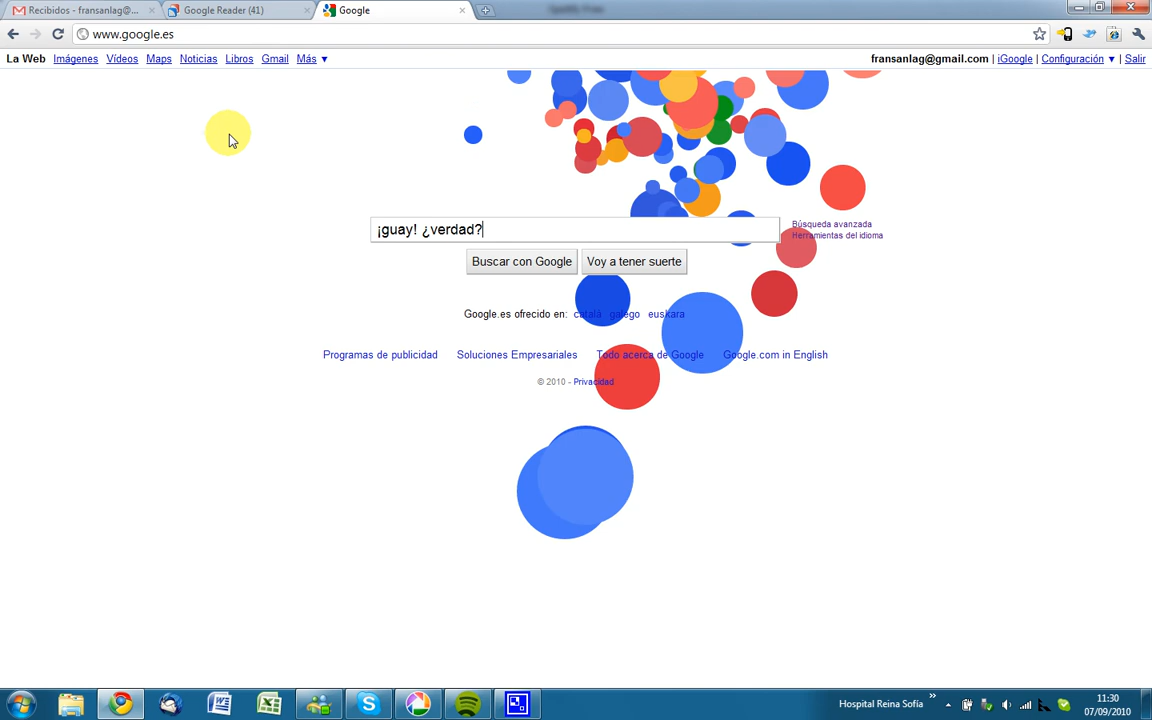 Recibidos - fransanlag@...
Google Reader (41)
Google
www.google.es
La Web Imágenes Vídeos Maps Noticias Libros Gmail Más ▼
fransanlag@gmail.com | iGoogle | Configuración ▼ | Salir
¡guay! ¿verdad?
Búsqueda avanzada
Herramientas del idioma
Buscar con Google Voy a tener suerte
Google.es ofrecido en: català galego euskara
Programas de publicidad Soluciones Empresariales Todo acerca de Google Google.com in English
© 2010 - Privacidad
Hospital Reina Sofía »
11:30
07/09/2010